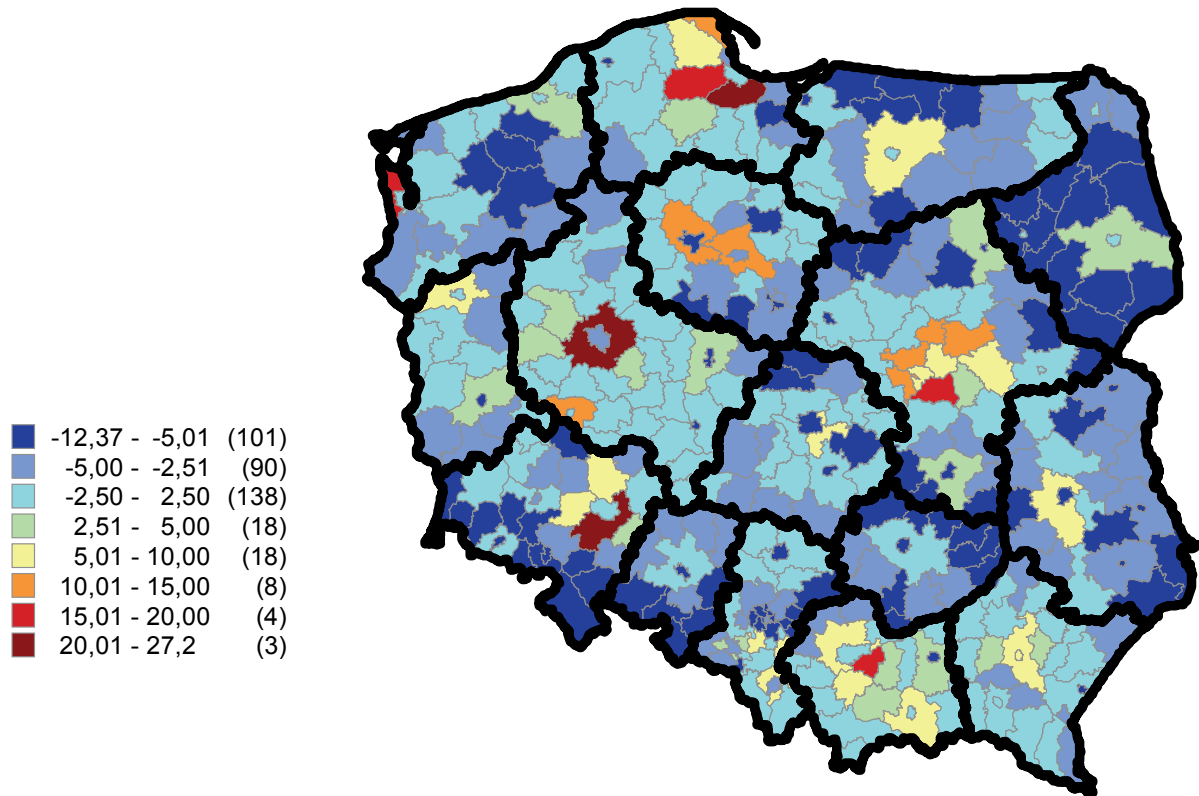 -12,37 - -5,01 (101)
-5,00 - -2,51 (90)
-2,50 - 2,50 (138)
2,51 - 5,00 (18)
5,01 - 10,00 (18)
10,01 - 15,00 (8)
15,01 - 20,00 (4)
20,01 - 27,2 (3)